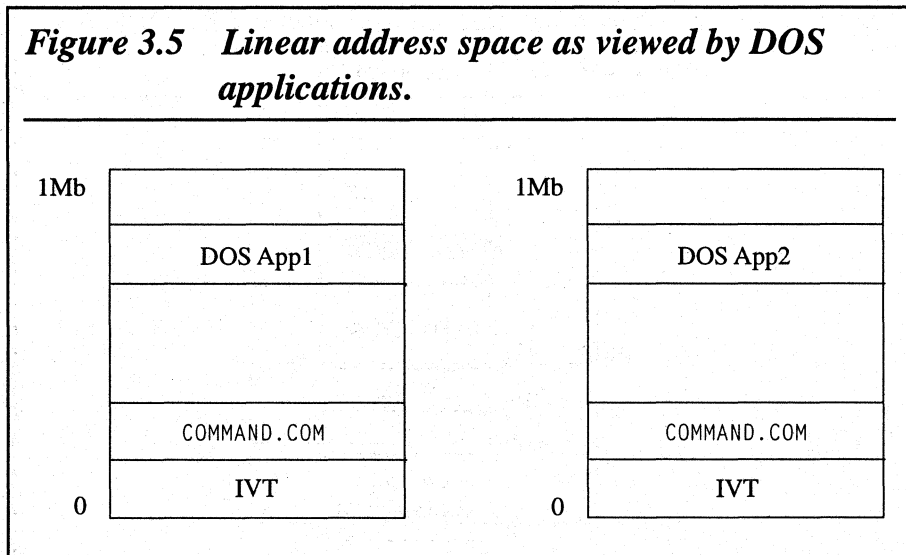 Figure 3.5 Linear address space as viewed by DOS
applications.
1Mb
DOS App1
COMMAND.COM
IVT
0
1Mb
DOS App2
COMMAND.COM
IVT
0